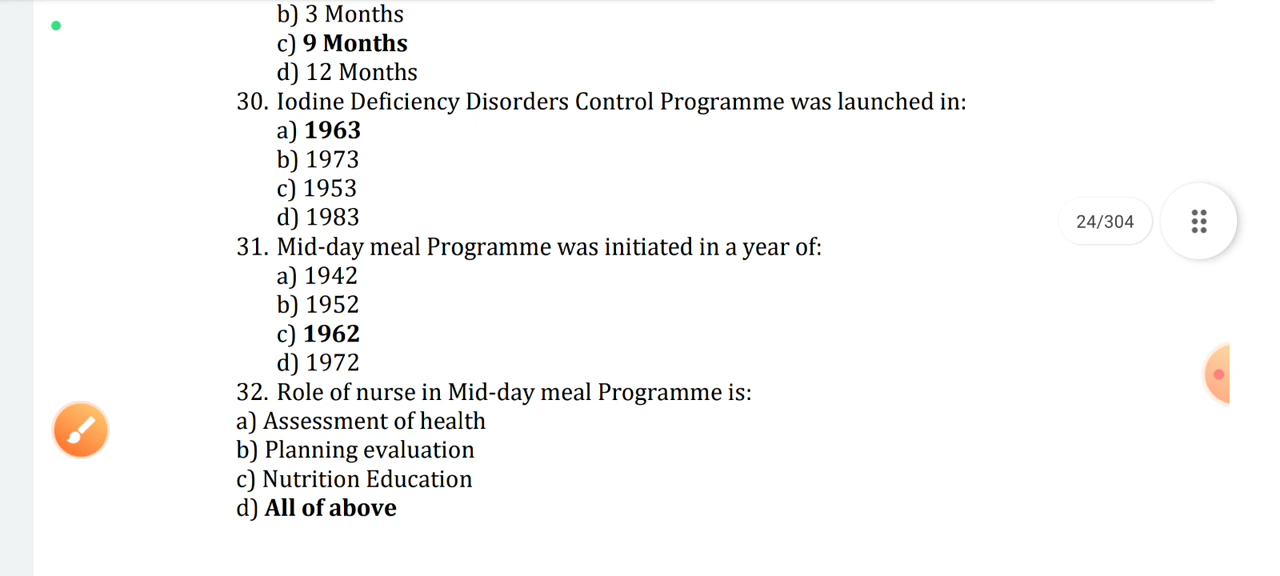 b) 3 Months
c) 9 Months
d) 12 Months
30. Iodine Deficiency Disorders Control Programme was launched in:
a) 1963
b) 1973
c) 1953
d) 1983
24/304
31. Mid-day meal Programme was initiated in a year of:
a) 1942
b) 1952
c) 1962
d) 1972
32. Role of nurse in Mid-day meal Programme is:
a) Assessment of health
b) Planning evaluation
c) Nutrition Education
d) All of above